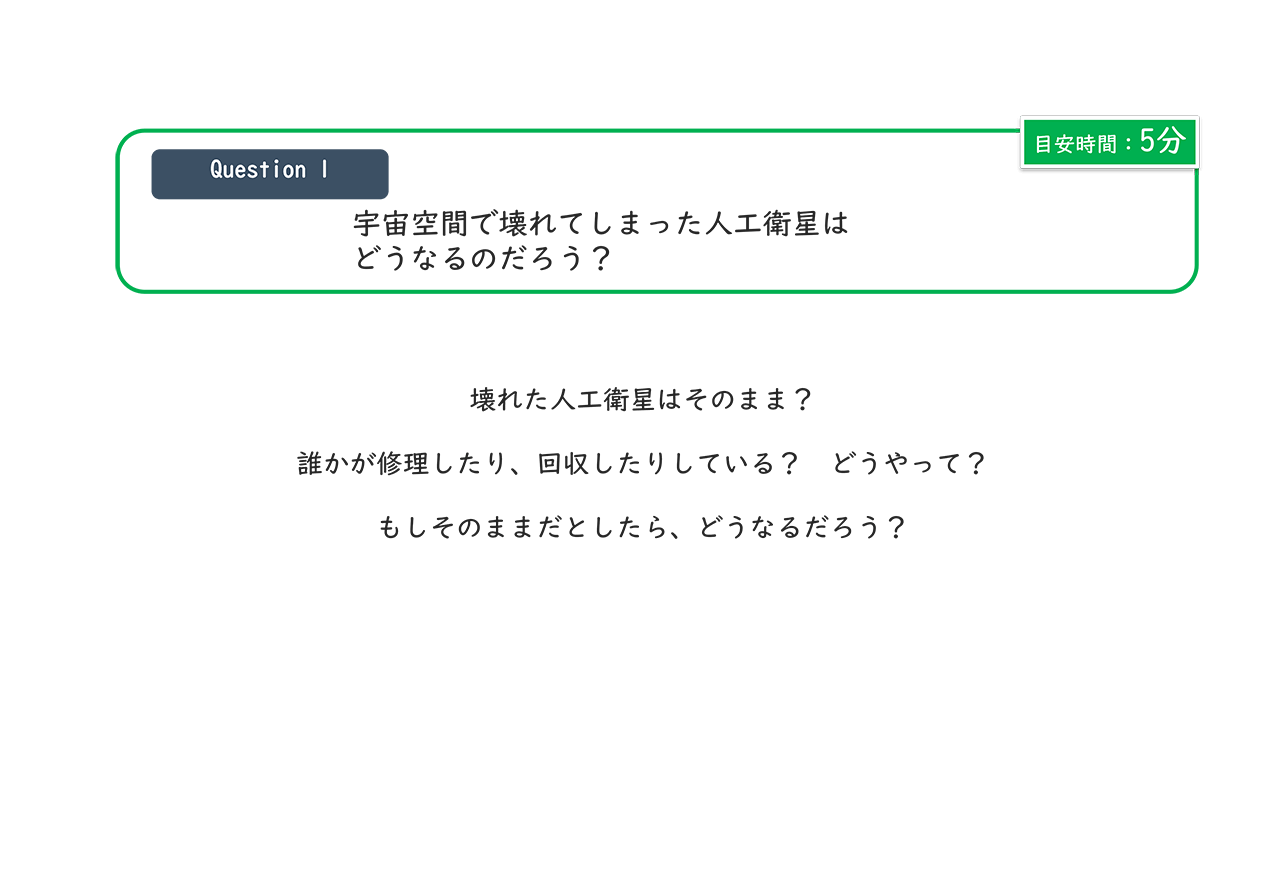 目安時間：5分
Question 1
宇宙空間で壊れてしまった人工衛星は
どうなるのだろう？
壊れた人工衛星はそのまま？
誰かが修理したり、回収したりしている？　どうやって？
もしそのままだとしたら、どうなるだろう？